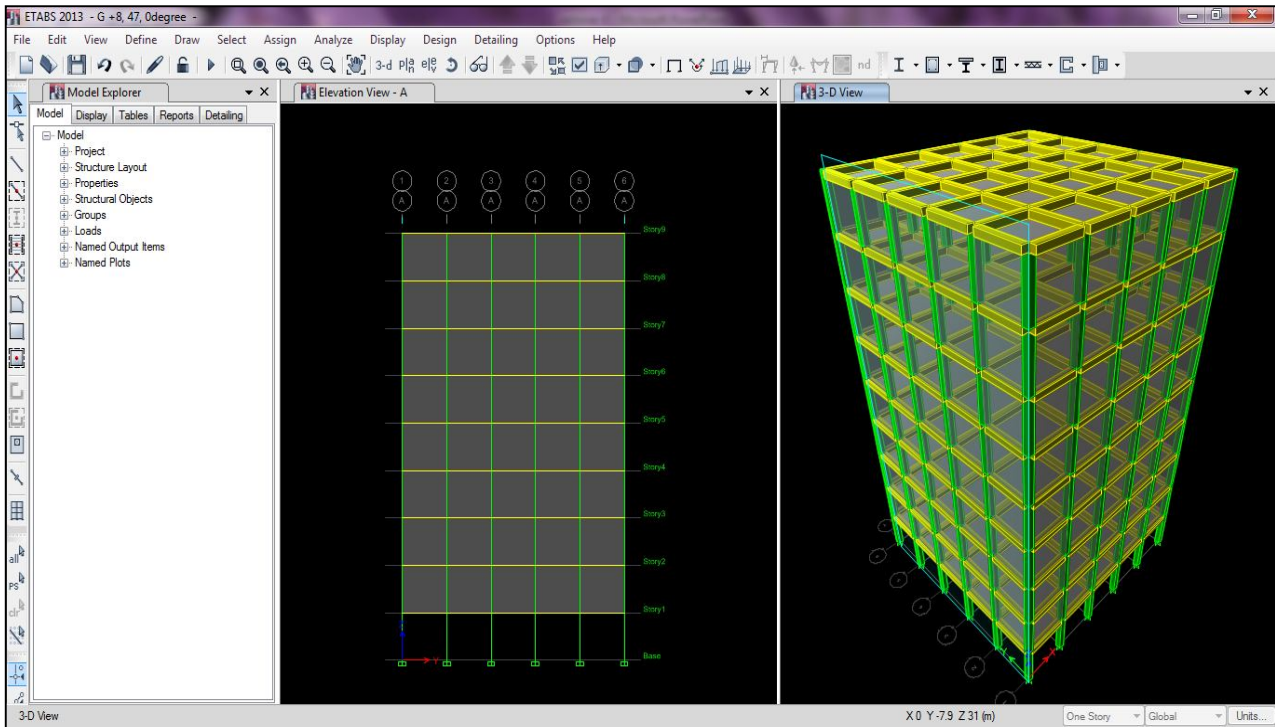 ETABS 2013 - G +8, 47, 0degree -
File Edit View Define Draw Select Assign Analyze Display Design Detailing Options Help
3-d nd
Model Explorer
Model Display Tables Reports Detailing
Model
Project
Structure Layout
Properties
Structural Objects
Groups
Loads
Named Output Items
Named Plots
all
ps
clr
Elevation View - A
1 2 3 4 5 6
A A A A A A
Story9
Story8
Story7
Story6
Story5
Story4
Story3
Story2
Story1
Base
Y
3-D View
X
Y
3-D View X 0 Y -7.9 Z 31 (m) One Story Global Units...